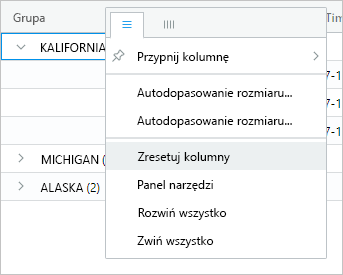 Grupa
Tim
KALIFORNIA
7-1
Przypnij kolumnę
Autodopasowanie rozmiaru...
7-1
Autodopasowanie rozmiaru...
7-1
MICHIGAN (
Zresetuj kolumny
ALASKA (2)
Panel narzędzi
Rozwiń wszystko
Zwiń wszystko